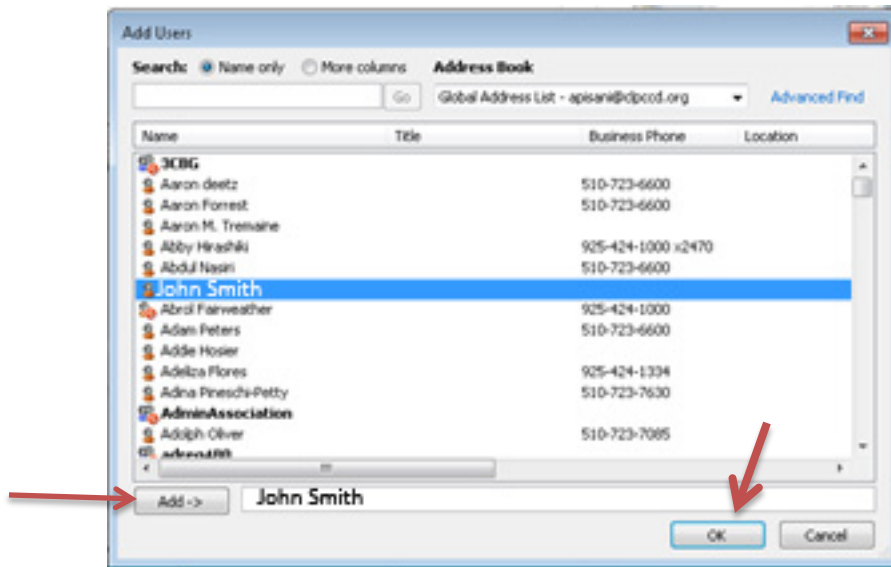 Add Users
Search: Name only More columns Address Book
Go Global Address List - apisani@clpccd.org Advanced Find
Name Title Business Phone Location
3CBG
Aaron deetz 510-723-6600
Aaron Forrest 510-723-6600
Aaron M. Tremaine
Abby Hirashiki 925-424-1000 x2470
Abdul Nasiri 510-723-6600
John Smith
Abrol Fairweather 925-424-1000
Adam Peters 510-723-6600
Addie Hosier
Adeliza Flores 925-424-1334
Adina Pineschi-Petty 510-723-7630
AdminAssociation
Adolph Oliver 510-723-7085
Add -> John Smith
OK Cancel